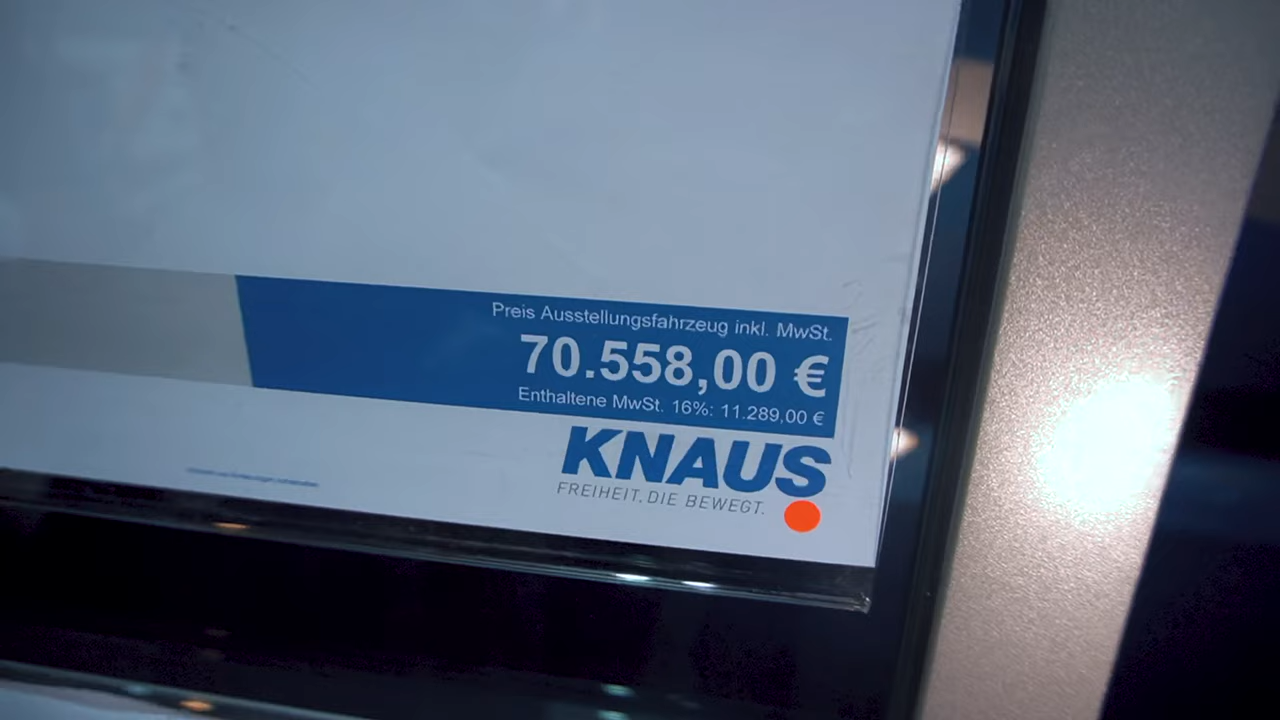 Preis Ausstellungsfahrzeug inkl. MwSt.
70.558,00 €
Enthaltene MwSt. 16%: 11.289,00 €
KNAUS
FREIHEIT. DIE BEWEGT.